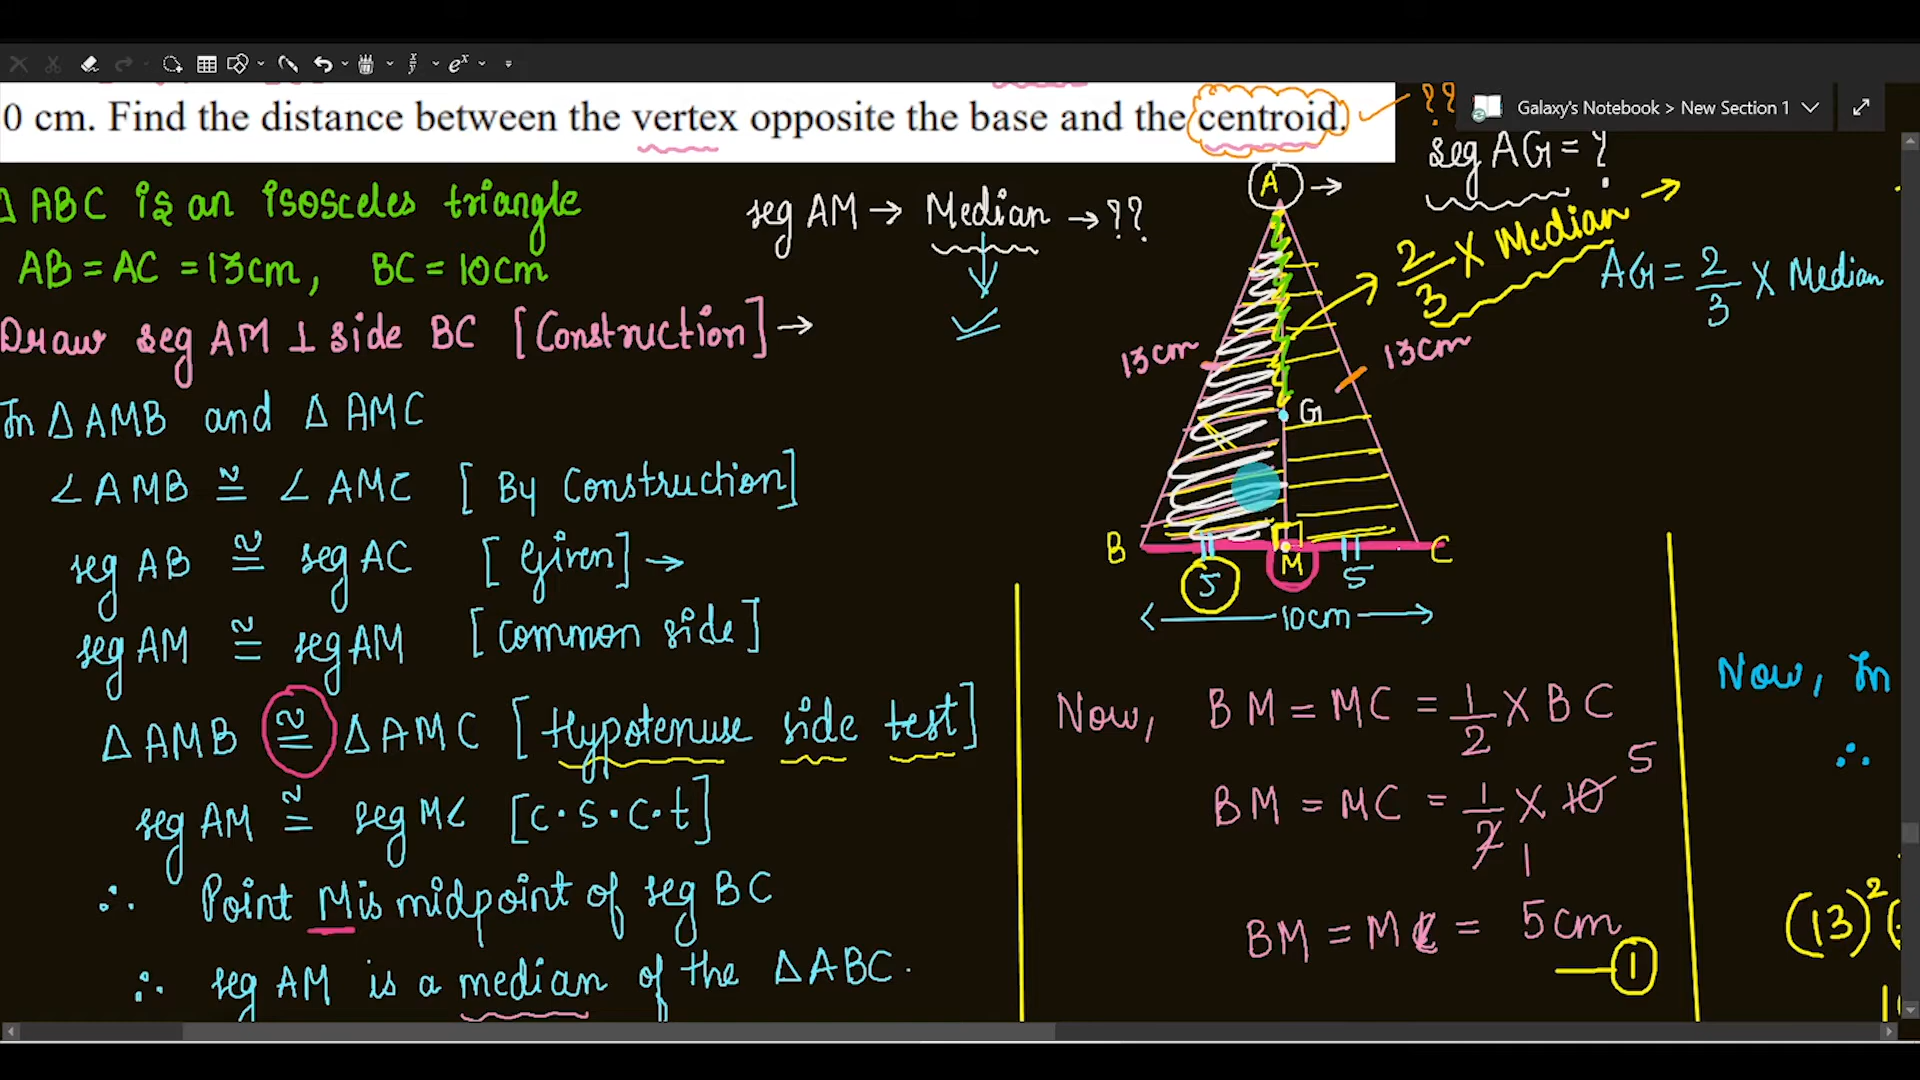 0 cm. Find the distance between the vertex opposite the base and the centroid.
??
Galaxy's Notebook > New Section 1
seg AG = ?
Δ ABC is an isosceles triangle
AB = AC = 13cm, BC = 10cm
Draw seg AM ⊥ side BC [Construction] →
In Δ AMB and Δ AMC
∠AMB ≅ ∠AMC [By Construction]
seg AB ≅ seg AC [Given] →
seg AM ≅ seg AM [Common side]
ΔAMB ≅ ΔAMC [Hypotenuse side test]
seg AM ≅ seg MC [C.S.C.t]
∴ Point M is midpoint of seg BC
∴ seg AM is a median of the ΔABC.
seg AM → Median → ??
A →
2/3 X Median →
AG = 2/3 X Median
13cm
13cm
G
B
M
C
5
5
10cm
Now, BM = MC = 1/2 X BC
BM = MC = 1/2 X 10
5
1
BM = MC = 5cm
— 1
Now, In
∴
(13)²